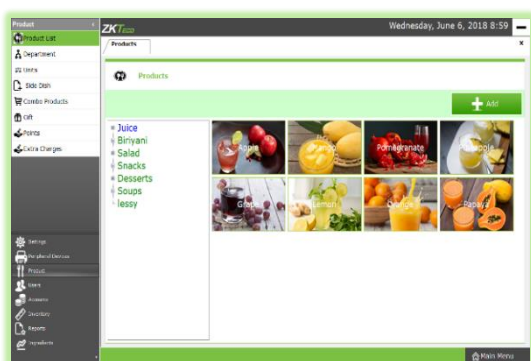 Product
Product List
Department
Units
Side Dish
Combo Products
Gift
Points
Extra Charges
Settings
Peripheral Devices
Product
Users
Accounts
Inventory
Reports
Ingredients
ZKTeco
Wednesday, June 6, 2018 8:59
Products
x
Products
Add
Juice
Biriyani
Salad
Snacks
Desserts
Soups
lessy
Apple
Mango
Pomegranate
Pineapple
Grape
Lemon
Orange
Papaya
Main Menu